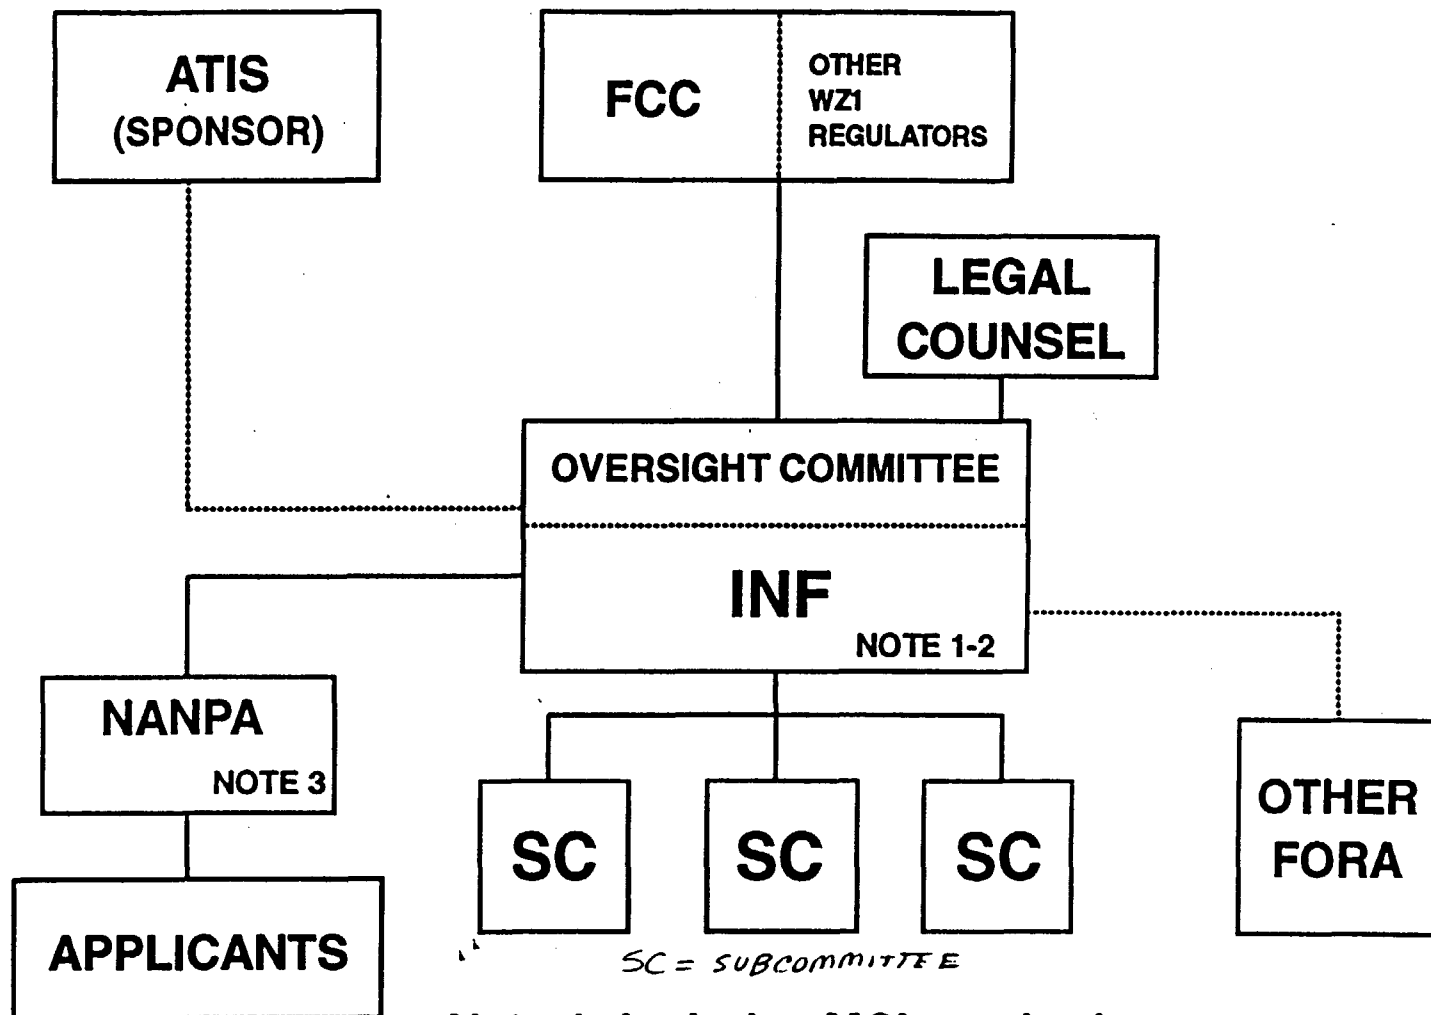 ATIS
(SPONSOR)
FCC
OTHER
WZ1
REGULATORS
LEGAL
COUNSEL
OVERSIGHT COMMITTEE
INF
NOTE 1-2
NANPA
NOTE 3
SC
SC
SC
OTHER
FORA
APPLICANTS
SC = SUBCOMMITTEE